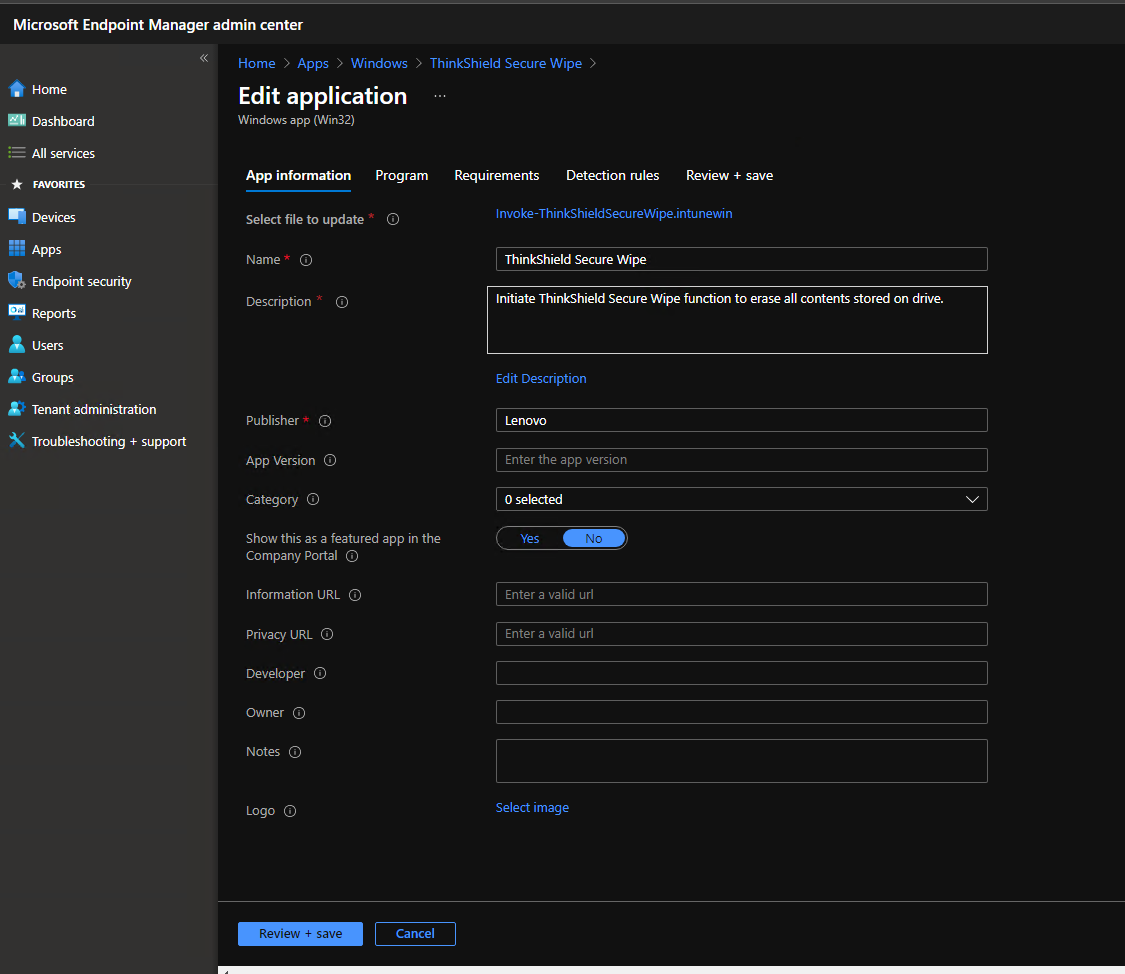 Microsoft Endpoint Manager admin center
«
Home
Dashboard
All services
FAVORITES
Devices
Apps
Endpoint security
Reports
Users
Groups
Tenant administration
Troubleshooting + support
Home > Apps > Windows > ThinkShield Secure Wipe >
Edit application ...
Windows app (Win32)
App information Program Requirements Detection rules Review + save
Select file to update * Invoke-ThinkShieldSecureWipe.intunewin
Name * ThinkShield Secure Wipe
Description * Initiate ThinkShield Secure Wipe function to erase all contents stored on drive.
Edit Description
Publisher * Lenovo
App Version Enter the app version
Category 0 selected
Show this as a featured app in the
Company Portal
Yes No
Information URL Enter a valid url
Privacy URL Enter a valid url
Developer
Owner
Notes
Logo Select image
Review + save Cancel